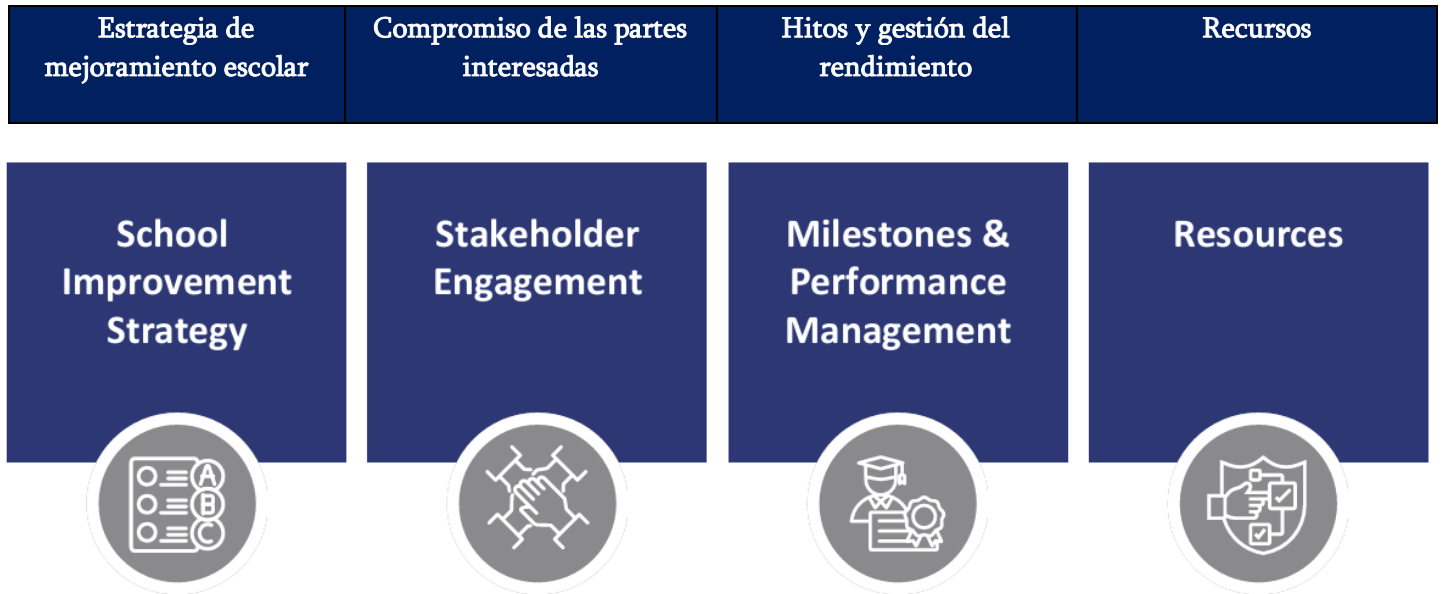 Estrategia de
mejoramiento escolar
Compromiso de las partes
interesadas
Hitos y gestión del
rendimiento
Recursos
School
Improvement
Strategy
Stakeholder
Engagement
Milestones &
Performance
Management
Resources
A
B
C